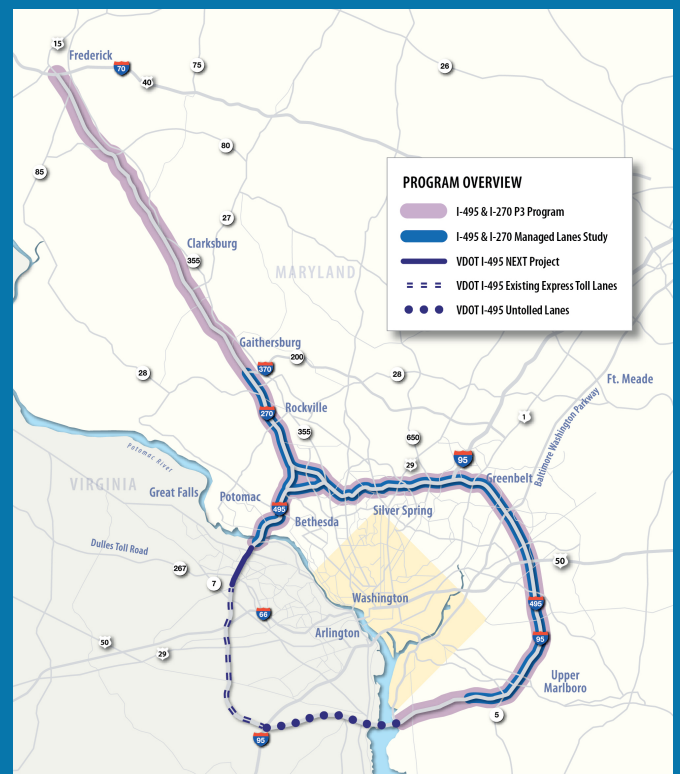 15
Frederick
70
40
75
26
80
85
PROGRAM OVERVIEW
I-495 & I-270 P3 Program
I-495 & I-270 Managed Lanes Study
VDOT I-495 NEXT Project
VDOT I-495 Existing Express Toll Lanes
VDOT I-495 Untolled Lanes
27
Clarksburg
355
MARYLAND
Gaithersburg
200
370
28
28
Ft. Meade
270
Rockville
1
Baltimore Washington Parkway
355
650
Potomac River
29
95
Greenbelt
VIRGINIA
Great Falls
Potomac
495
Silver Spring
Bethesda
Dulles Toll Road
50
267
7
Washington
495
66
Arlington
95
50
29
Upper
Marlboro
5
95